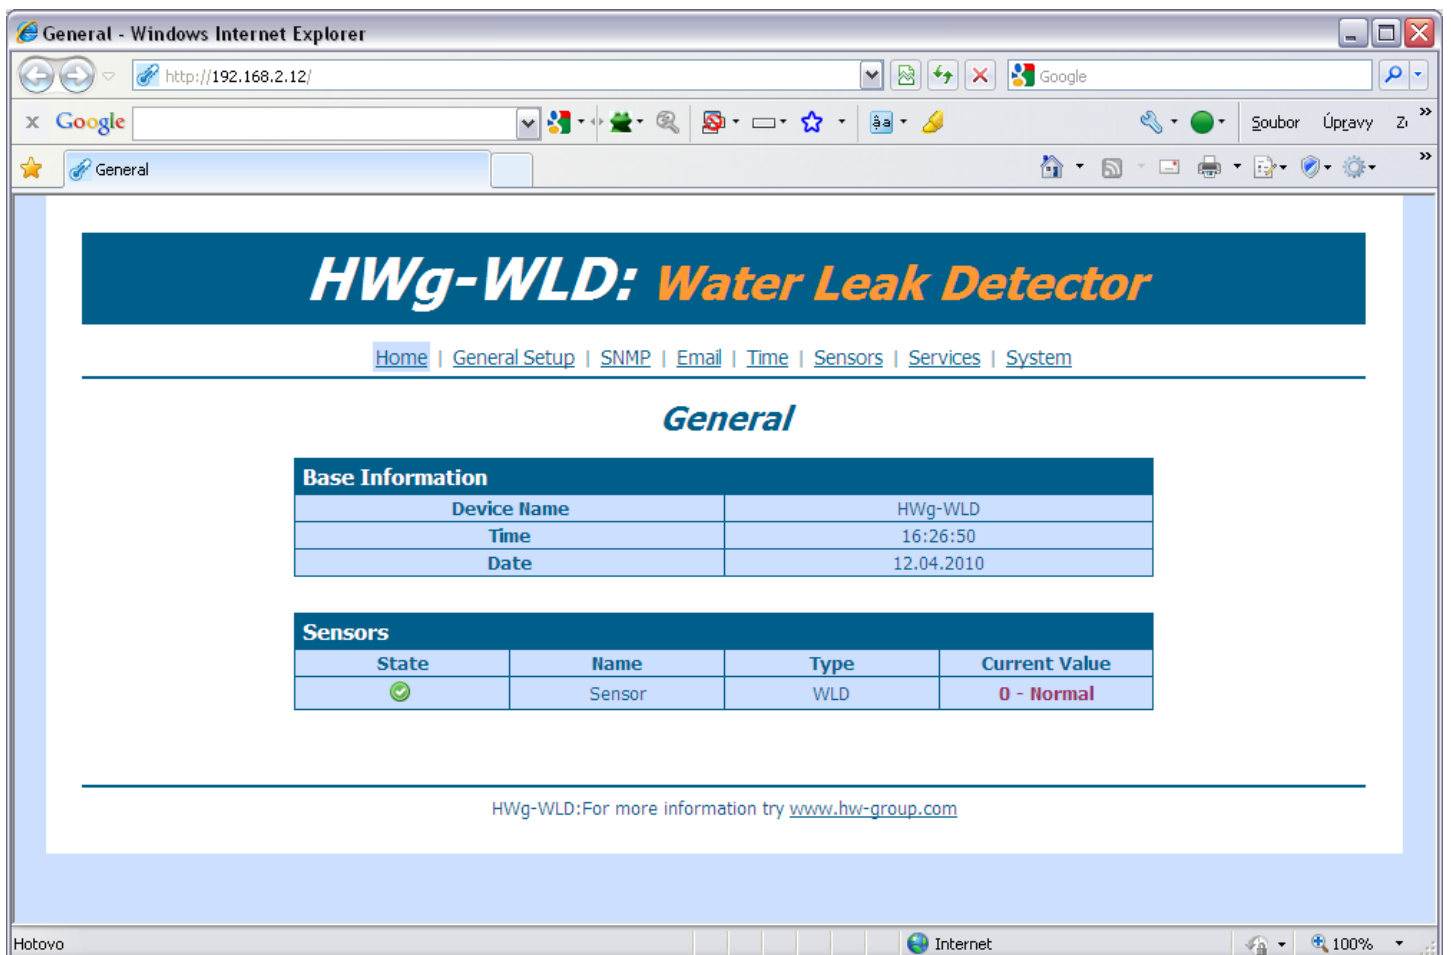 General - Windows Internet Explorer
http://192.168.2.12/
Google
Google
Soubor Úpravy
General
HWg-WLD: Water Leak Detector
Home | General Setup | SNMP | Email | Time | Sensors | Services | System
General
Base Information
Device Name HWg-WLD
Time 16:26:50
Date 12.04.2010
Sensors
State Name Type Current Value
Sensor WLD 0 - Normal
HWg-WLD:For more information try www.hw-group.com
Hotovo
Internet
100%